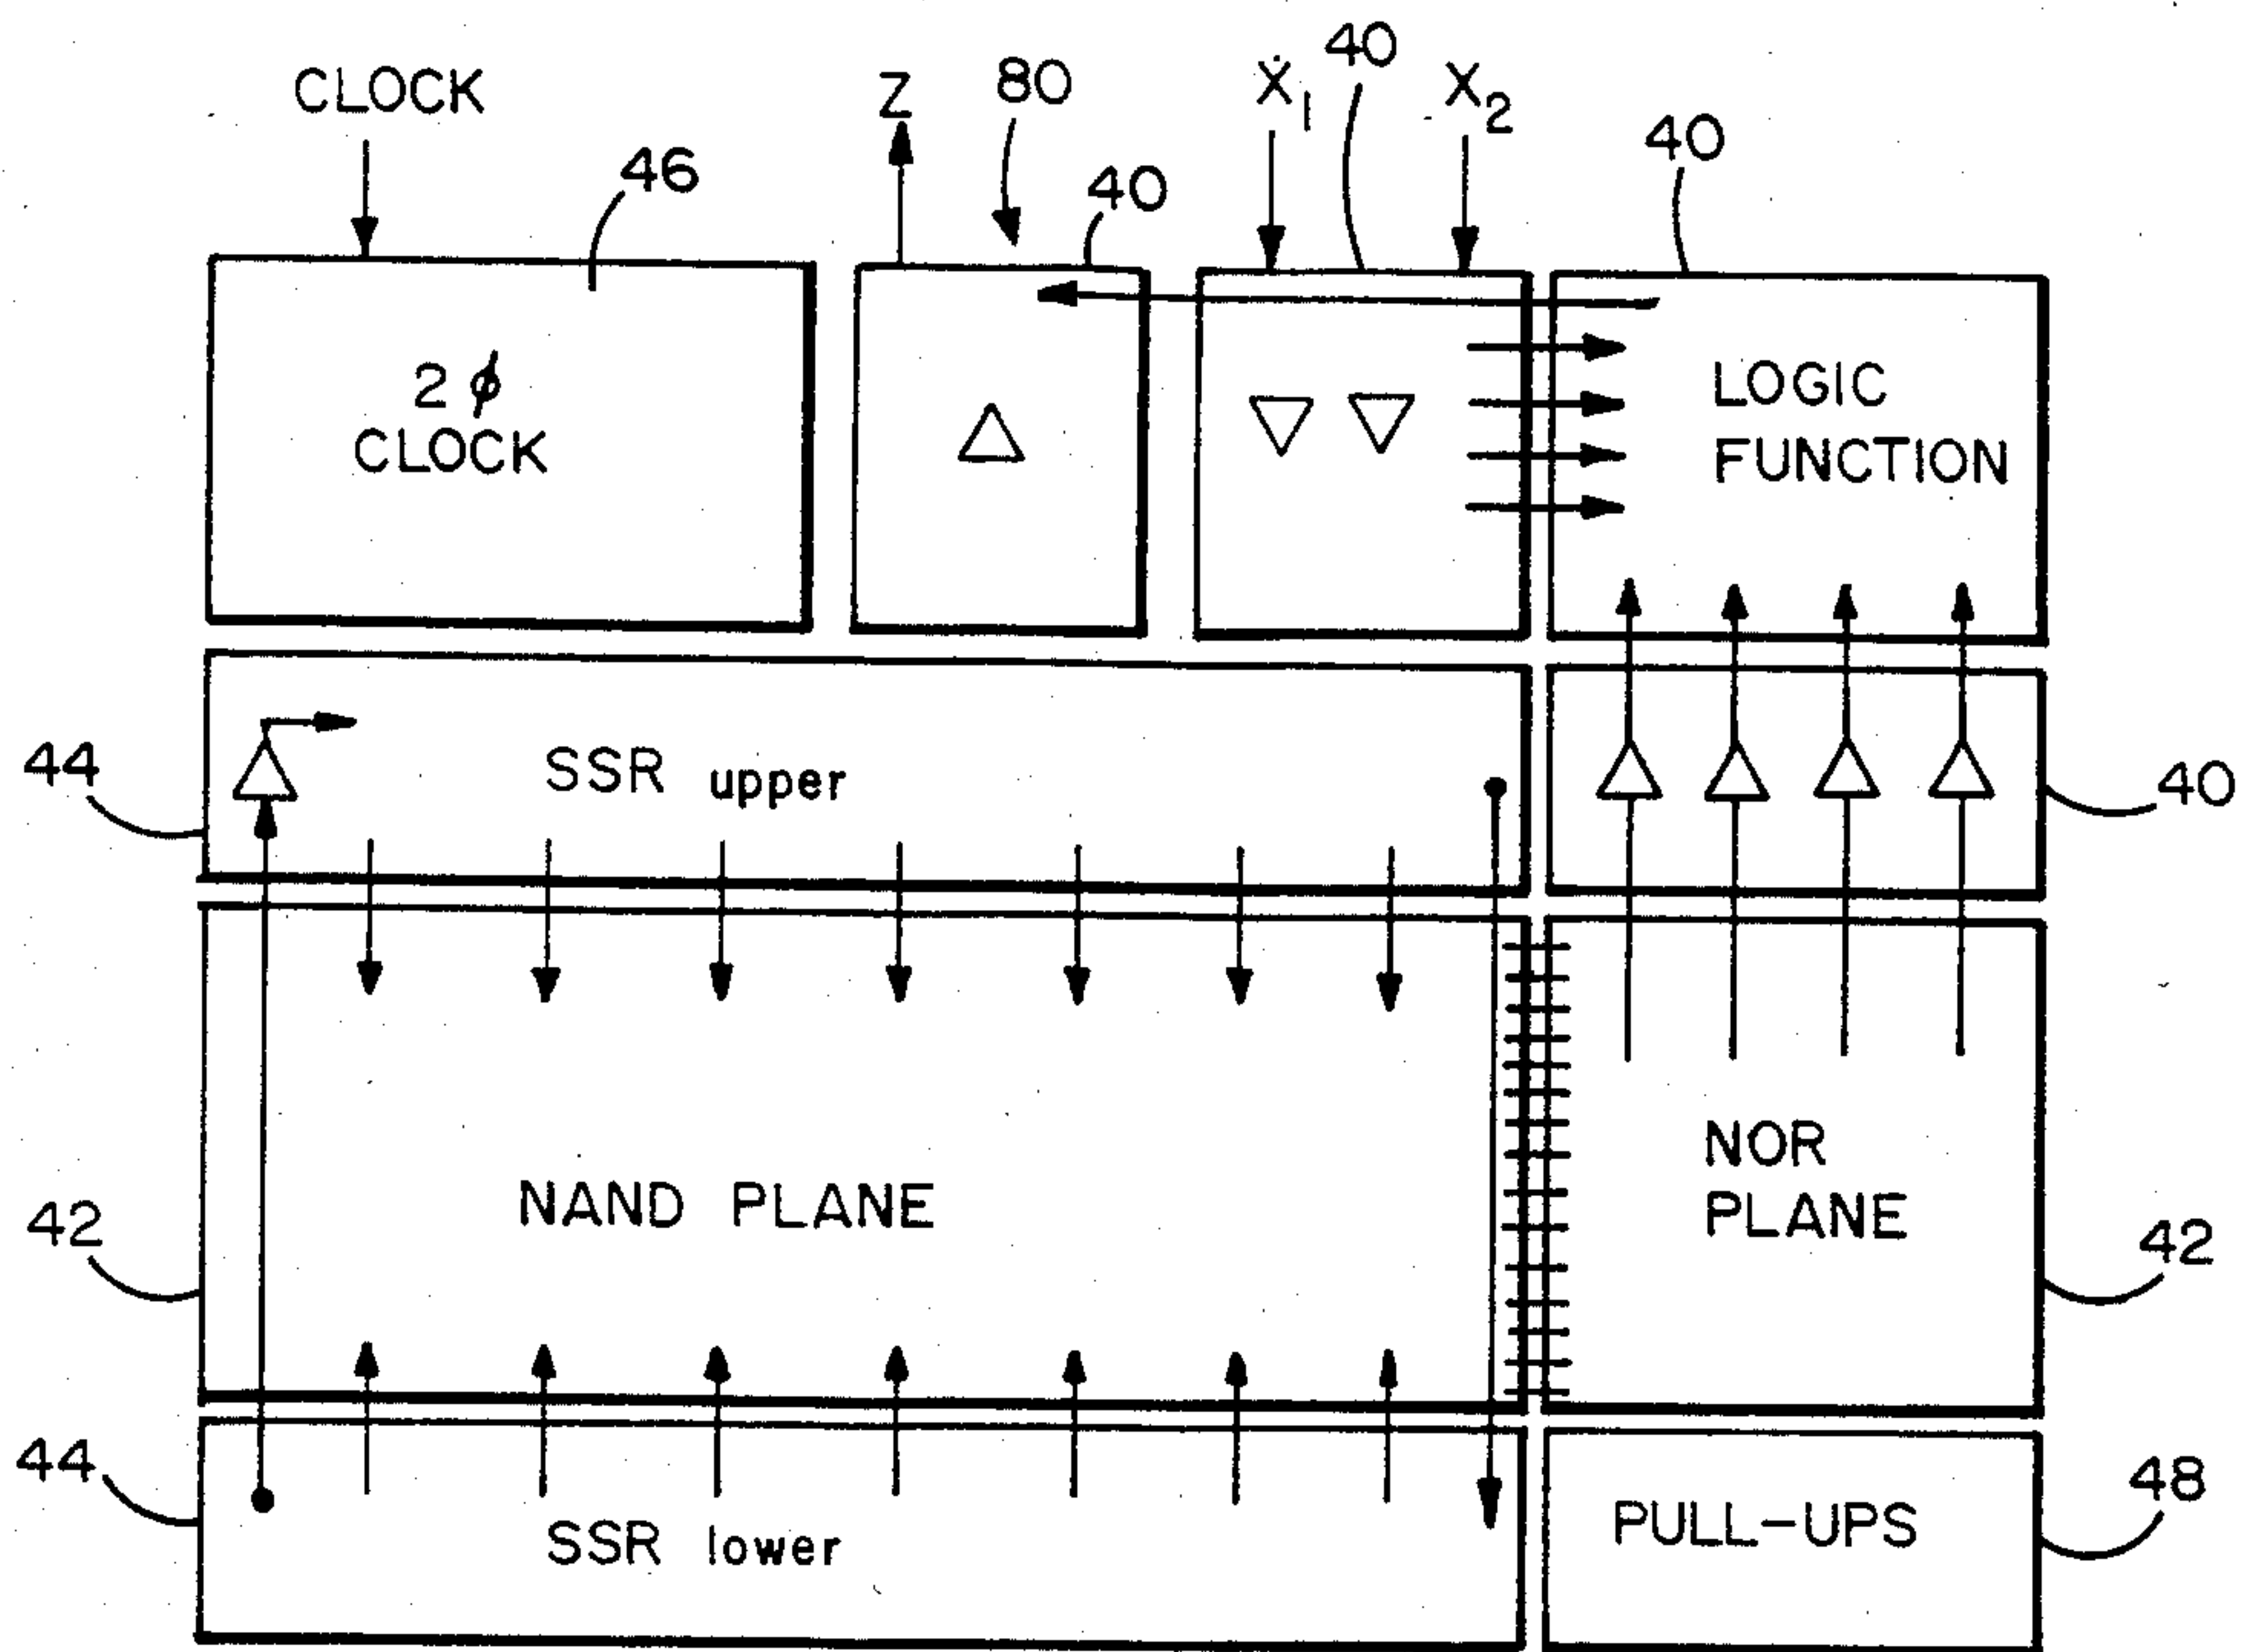 CLOCK
Z
80
X1
40
X2
40
46
40
2 ϕ
CLOCK
LOGIC
FUNCTION
44
SSR upper
40
NAND PLANE
NOR
PLANE
42
42
44
SSR lower
PULL-UPS
48